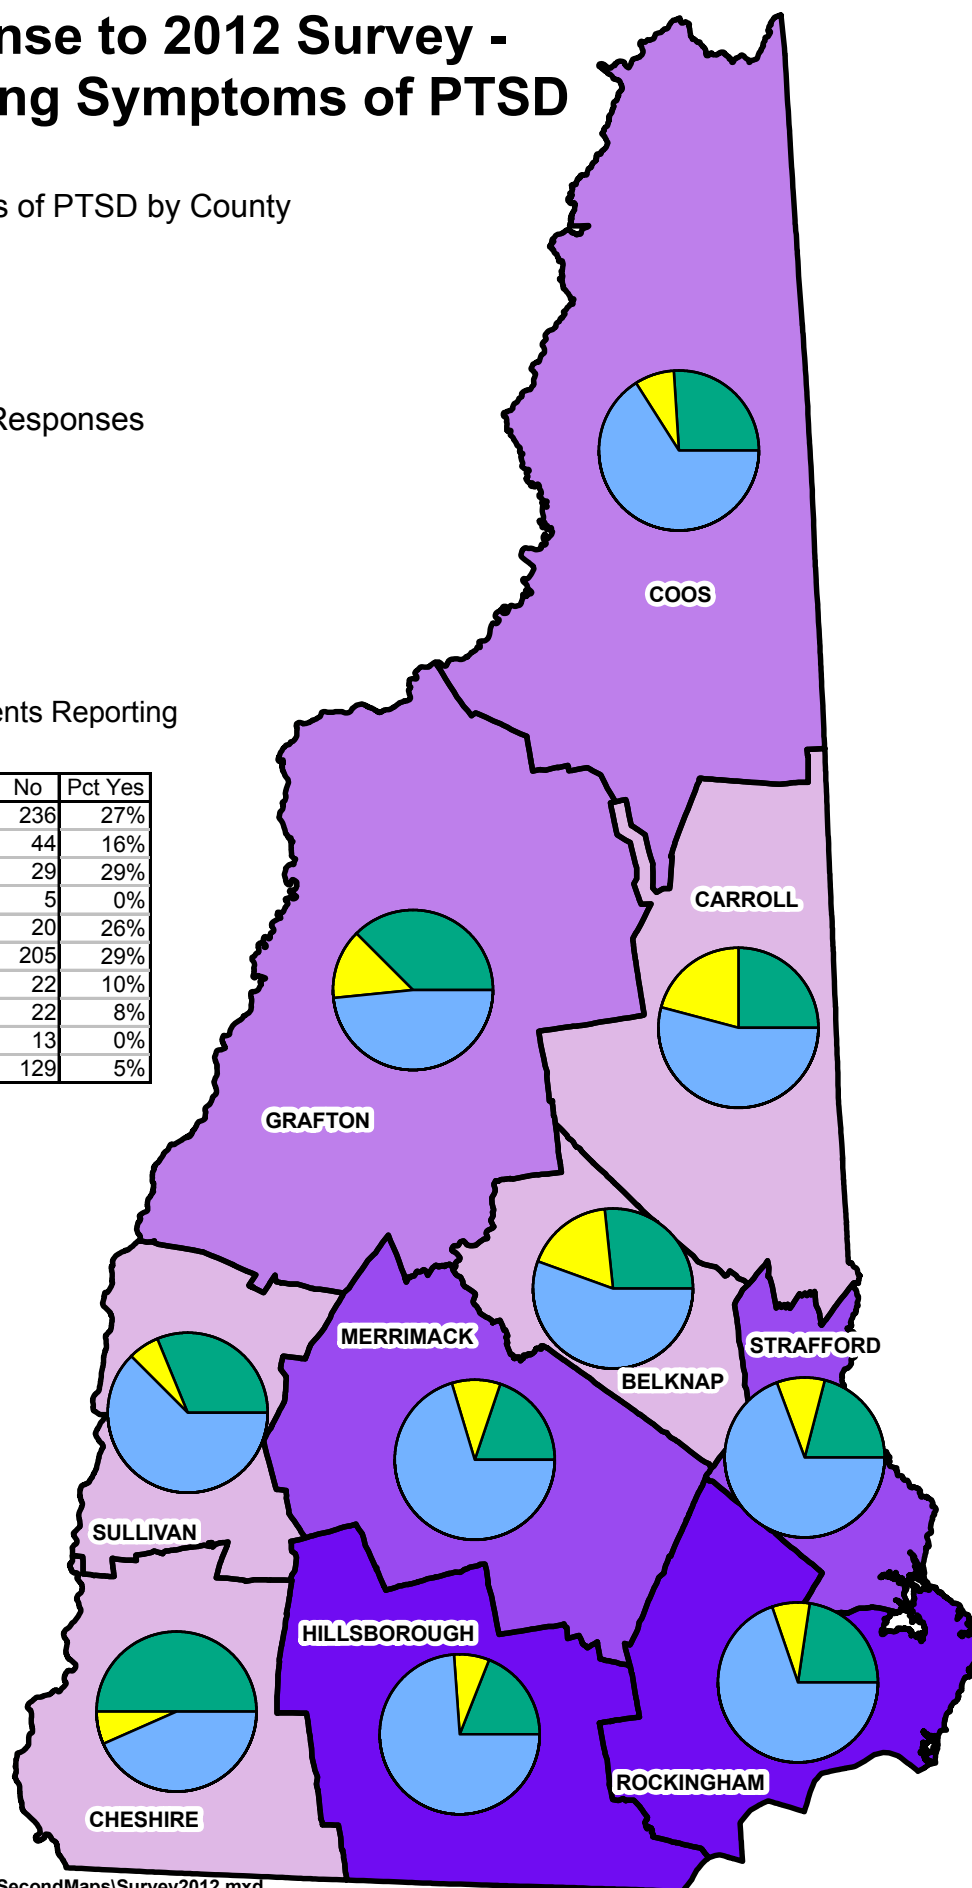 nse to 2012 Survey -
ng Symptoms of PTSD
s of PTSD by County
Responses
ents Reporting
No Pct Yes
236 27%
44 16%
29 29%
5 0%
20 26%
205 29%
22 10%
22 8%
13 0%
129 5%
COOS
CARROLL
GRAFTON
MERRIMACK
STRAFFORD
BELKNAP
SULLIVAN
HILLSBOROUGH
ROCKINGHAM
CHESHIRE
SecondMaps\Survey2012.mxd